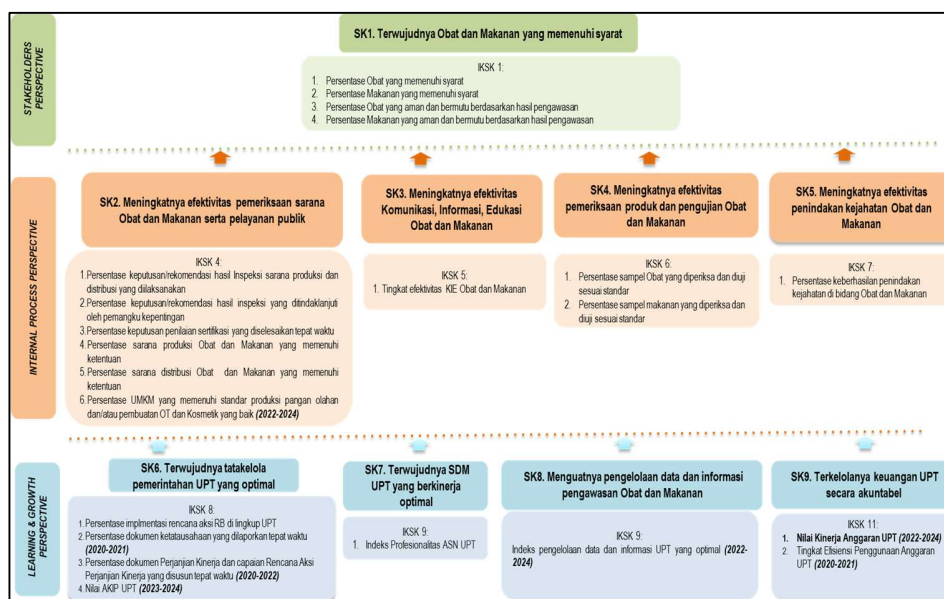 STAKEHOLDERS
PERSPECTIVE
SK1. Terwujudnya Obat dan Makanan yang memenuhi syarat
IKSK 1:
1. Persentase Obat yang memenuhi syarat
2. Persentase Makanan yang memenuhi syarat
3. Persentase Obat yang aman dan bermutu berdasarkan hasil pengawasan
4. Persentase Makanan yang aman dan bermutu berdasarkan hasil pengawasan
INTERNAL PROCESS PERSPECTIVE
SK2. Meningkatnya efektivitas pemeriksaan sarana
Obat dan Makanan serta pelayanan publik
IKSK 4:
1.Persentase keputusan/rekomendasi hasil Inspeksi sarana produksi dan
distribusi yang dilaksanakan
2.Persentase keputusan/rekomendasi hasil inspeksi yang ditindaklanjuti
oleh pemangku kepentingan
3.Persentase keputusan penilaian sertifikasi yang diselesaikan tepat waktu
4. Persentase sarana produksi Obat dan Makanan yang memenuhi
ketentuan
5. Persentase sarana distribusi Obat dan Makanan yang memenuhi
ketentuan
6. Persentase UMKM yang memenuhi standar produksi pangan olahan
dan/atau pembuatan OT dan Kosmetik yang baik (2022-2024)
SK3. Meningkatnya efektivitas
Komunikasi, Informasi, Edukasi
Obat dan Makanan
IKSK 5:
1. Tingkat efektivitas KIE Obat dan Makanan
SK4. Meningkatnya efektivitas
pemeriksaan produk dan pengujian Obat
dan Makanan
IKSK 6:
1. Persentase sampel Obat yang diperiksa dan diuji
sesuai standar
2. Persentase sampel makanan yang diperiksa dan
diuji sesuai standar
SK5. Meningkatnya efektivitas
penindakan kejahatan Obat dan
Makanan
IKSK 7:
1. Persentase keberhasilan penindakan
kejahatan di bidang Obat dan Makanan
LEARNING & GROWTH
PERSPECTIVE
SK6. Terwujudnya tatakelola
pemerintahan UPT yang optimal
IKSK 8:
1. Persentase implmentasi rencana aksi RB di lingkup UPT
2. Persentase dokumen ketatausahaan yang dilaporkan tepat waktu
(2020-2021)
3. Persentase dokumen Perjanjian Kinerja dan capaian Rencana Aksi
Perjanjian Kinerja yang disusun tepat waktu (2020-2022)
4. Nilai AKIP UPT (2023-2024)
SK7. Terwujudnya SDM
UPT yang berkinerja
optimal
IKSK 9:
1. Indeks Profesionalitas ASN UPT
SK8. Menguatnya pengelolaan data dan informasi
pengawasan Obat dan Makanan
IKSK 9:
Indeks pengelolaan data dan informasi UPT yang optimal (2022-
2024)
SK9. Terkelolanya keuangan UPT
secara akuntabel
IKSK 11:
1. Nilai Kinerja Anggaran UPT (2022-2024)
2. Tingkat Efisiensi Penggunaan Anggaran
UPT (2020-2021)